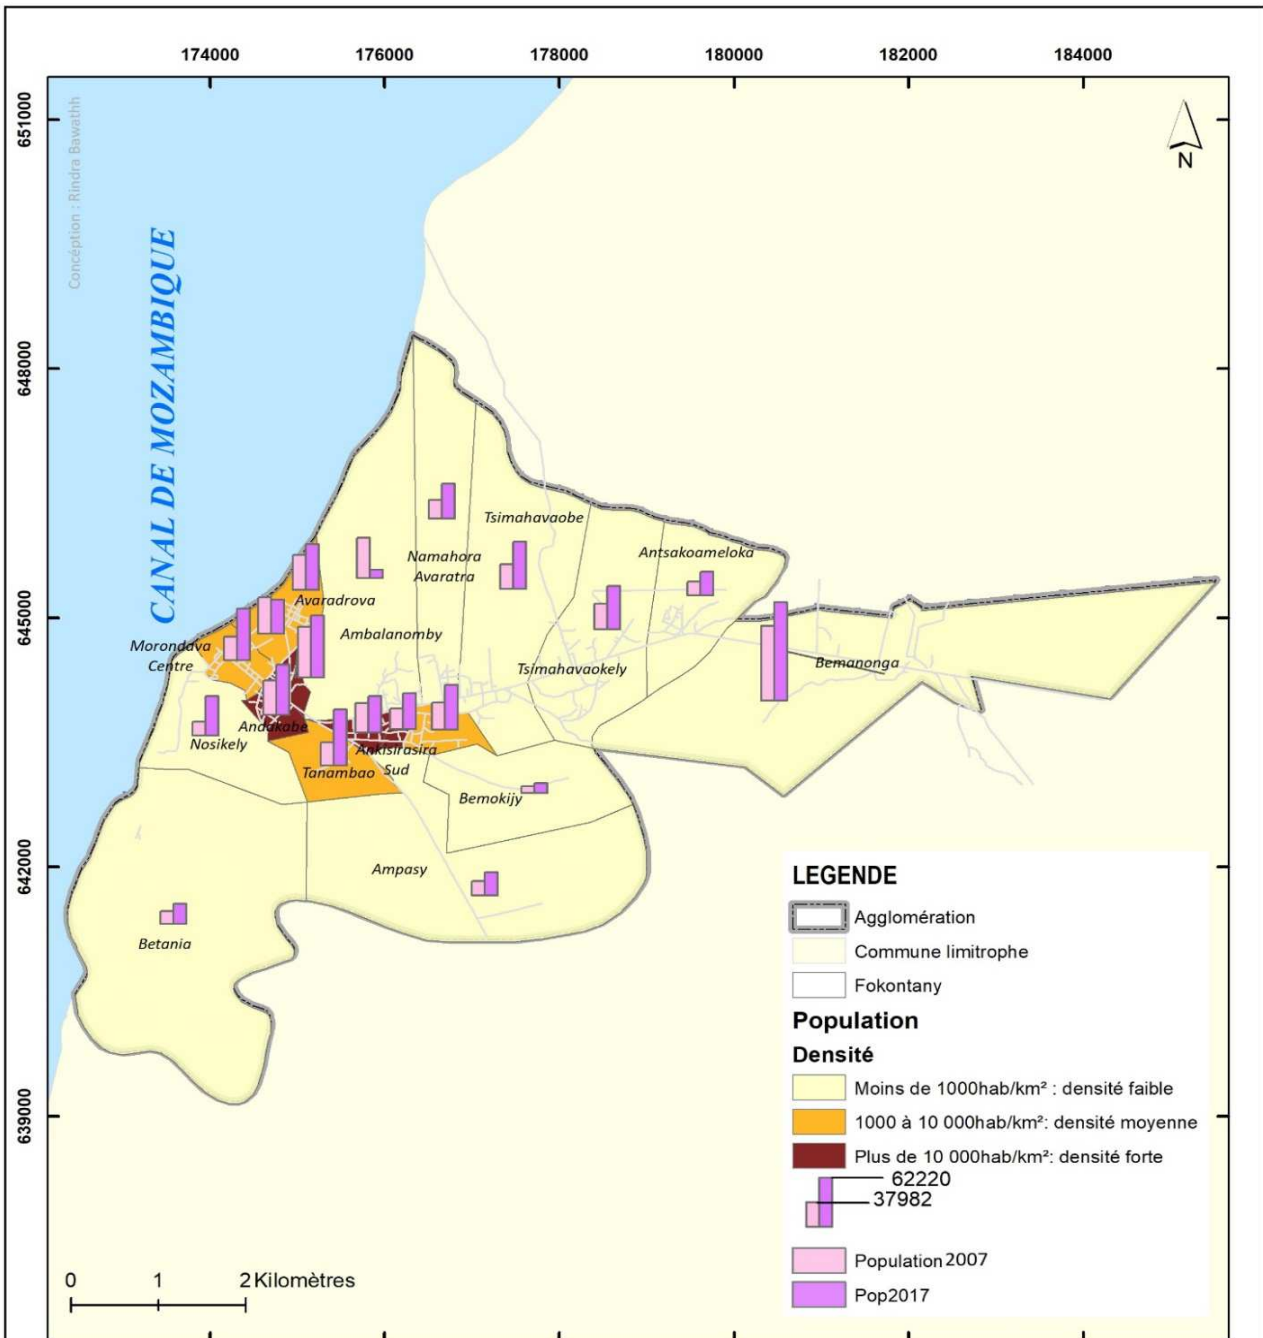 174000 176000 178000 180000 182000 184000
651000
648000
645000
642000
639000
Concéption : Rindra Bawathh
CANAL DE MOZAMBIQUE
N
Tsimahavaobe
Antsakoameloka
Namahora
Avaratra
Avaradrova
Ambalanomby
Morondava
Centre
Tsimahavaokely
Bemanonga
Andakabe
Nosikely
Ankisirasira
Sud
Tanambao
Bemokijy
Ampasy
Betania
LEGENDE
Agglomération
Commune limitrophe
Fokontany
Population
Densité
Moins de 1000hab/km² : densité faible
1000 à 10 000hab/km²: densité moyenne
Plus de 10 000hab/km²: densité forte
62220
37982
Population 2007
Pop2017
0 1 2 Kilomètres